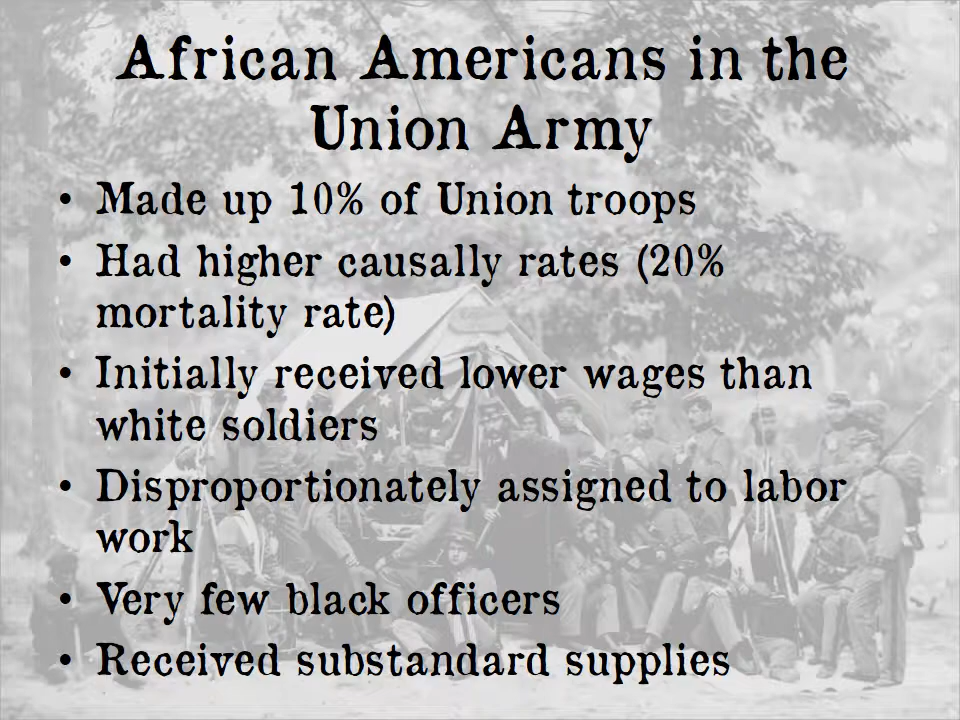 African Americans in the
Union Army
• Made up 10% of Union troops
• Had higher causally rates (20%
mortality rate)
• Initially received lower wages than
white soldiers
• Disproportionately assigned to labor
work
• Very few black officers
• Received substandard supplies